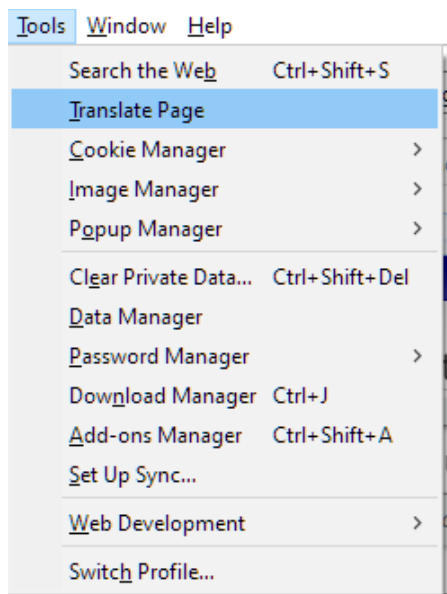 Tools Window Help
Search the Web Ctrl+Shift+S
Translate Page
Cookie Manager
Image Manager
Popup Manager
Clear Private Data... Ctrl+Shift+Del
Data Manager
Password Manager
Download Manager Ctrl+J
Add-ons Manager Ctrl+Shift+A
Set Up Sync...
Web Development
Switch Profile...